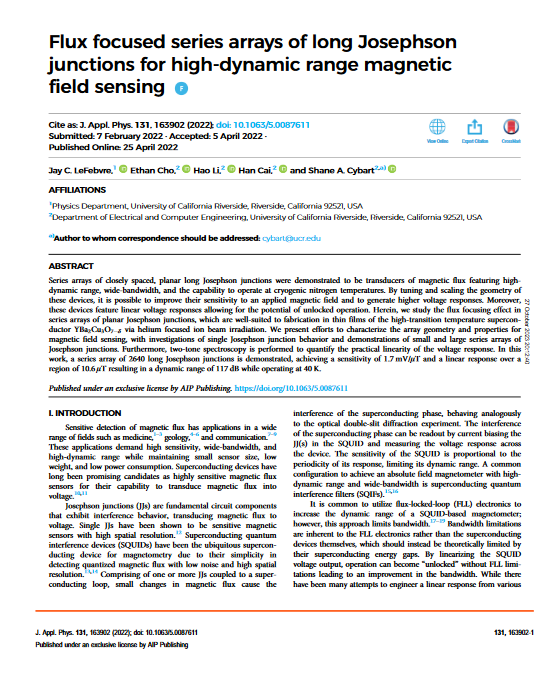 Flux focused series arrays of long Josephson
junctions for high-dynamic range magnetic
field sensing F
Cite as: J. Appl. Phys. 131, 163902 (2022); doi: 10.1063/5.0087611
Submitted: 7 February 2022 · Accepted: 5 April 2022 ·
Published Online: 25 April 2022
View Online
Export Citation
CrossMark
Jay C. LeFebvre,1 Ethan Cho,2 Hao Li,2 Han Cai,2 and Shane A. Cybart2,a)
AFFILIATIONS
1Physics Department, University of California Riverside, Riverside, California 92521, USA
2Department of Electrical and Computer Engineering, University of California Riverside, Riverside, California 92521, USA
a)Author to whom correspondence should be addressed: cybart@ucr.edu
ABSTRACT
Series arrays of closely spaced, planar long Josephson junctions were demonstrated to be transducers of magnetic flux featuring high-
dynamic range, wide-bandwidth, and the capability to operate at cryogenic nitrogen temperatures. By tuning and scaling the geometry of
these devices, it is possible to improve their sensitivity to an applied magnetic field and to generate higher voltage responses. Moreover,
these devices feature linear voltage responses allowing for the potential of unlocked operation. Herein, we study the flux focusing effect in
series arrays of planar Josephson junctions, which are well-suited to fabrication in thin films of the high-transition temperature supercon-
ductor YBa2Cu3O7−δ via helium focused ion beam irradiation. We present efforts to characterize the array geometry and properties for
magnetic field sensing, with investigations of single Josephson junction behavior and demonstrations of small and large series arrays of
Josephson junctions. Furthermore, two-tone spectroscopy is performed to quantify the practical linearity of the voltage response. In this
work, a series array of 2640 long Josephson junctions is demonstrated, achieving a sensitivity of 1.7 mV/μT and a linear response over a
region of 10.6 μT resulting in a dynamic range of 117 dB while operating at 40 K.
27 October 2023 20:12:41
Published under an exclusive license by AIP Publishing. https://doi.org/10.1063/5.0087611
I. INTRODUCTION
Sensitive detection of magnetic flux has applications in a wide
range of fields such as medicine,1–3 geology,4–6 and communication.7–9
These applications demand high sensitivity, wide-bandwidth, and
high-dynamic range while maintaining small sensor size, low
weight, and low power consumption. Superconducting devices have
long been promising candidates as highly sensitive magnetic flux
sensors for their capability to transduce magnetic flux into
voltage.10,11
Josephson junctions (JJs) are fundamental circuit components
that exhibit interference behavior, transducing magnetic flux to
voltage. Single JJs have been shown to be sensitive magnetic
sensors with high spatial resolution.12 Superconducting quantum
interference devices (SQUIDs) have been the ubiquitous supercon-
ducting device for magnetometry due to their simplicity in
detecting quantized magnetic flux with low noise and high spatial
resolution.13,14 Comprising of one or more JJs coupled to a super-
conducting loop, small changes in magnetic flux cause the
interference of the superconducting phase, behaving analogously
to the optical double-slit diffraction experiment. The interference
of the superconducting phase can be readout by current biasing the
JJ(s) in the SQUID and measuring the voltage response across
the device. The sensitivity of the SQUID is proportional to the
periodicity of its response, limiting its dynamic range. A common
configuration to achieve an absolute field magnetometer with high-
dynamic range and wide-bandwidth is superconducting quantum
interference filters (SQIFs).15,16
It is common to utilize flux-locked-loop (FLL) electronics to
increase the dynamic range of a SQUID-based magnetometer;
however, this approach limits bandwidth.17–19 Bandwidth limitations
are inherent to the FLL electronics rather than the superconducting
devices themselves, which should instead be theoretically limited by
their superconducting energy gaps. By linearizing the SQUID
voltage output, operation can become “unlocked” without FLL limi-
tations leading to an improvement in the bandwidth. While there
have been many attempts to engineer a linear response from various
J. Appl. Phys. 131, 163902 (2022); doi: 10.1063/5.0087611
131, 163902-1
Published under an exclusive license by AIP Publishing